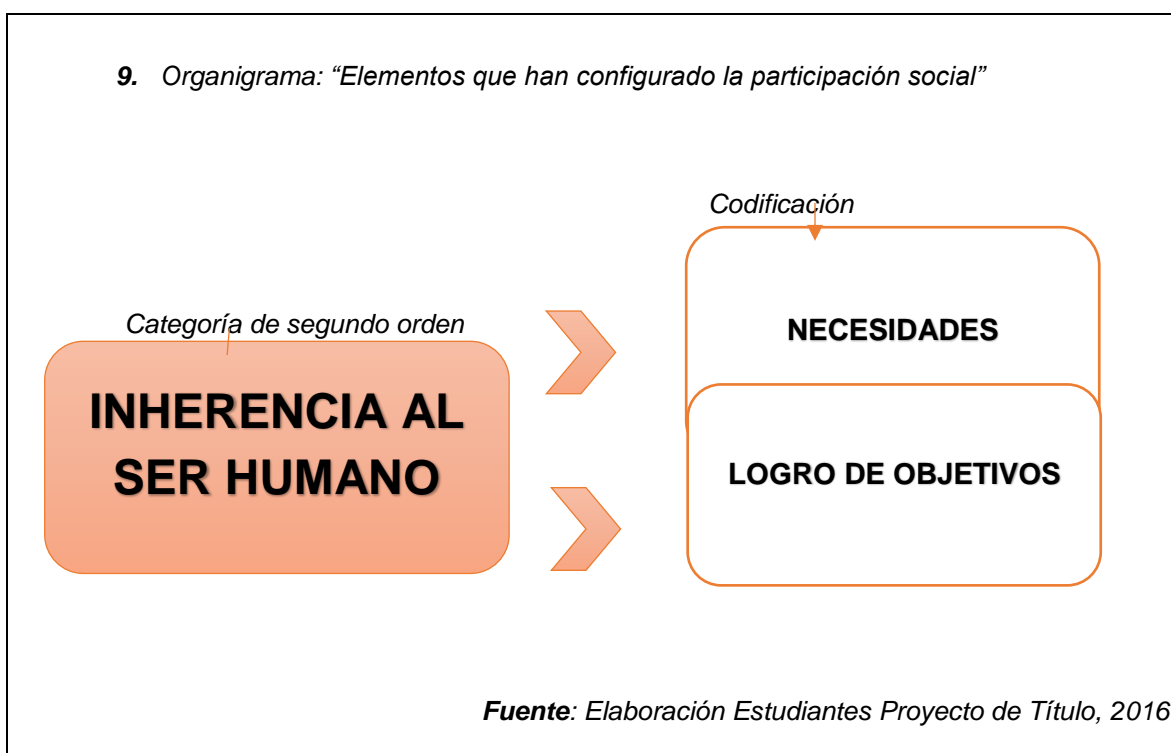 9. Organigrama: “Elementos que han configurado la participación social”
Codificación
Categoría de segundo orden
NECESIDADES
INHERENCIA AL
SER HUMANO
LOGRO DE OBJETIVOS
Fuente: Elaboración Estudiantes Proyecto de Título, 2016